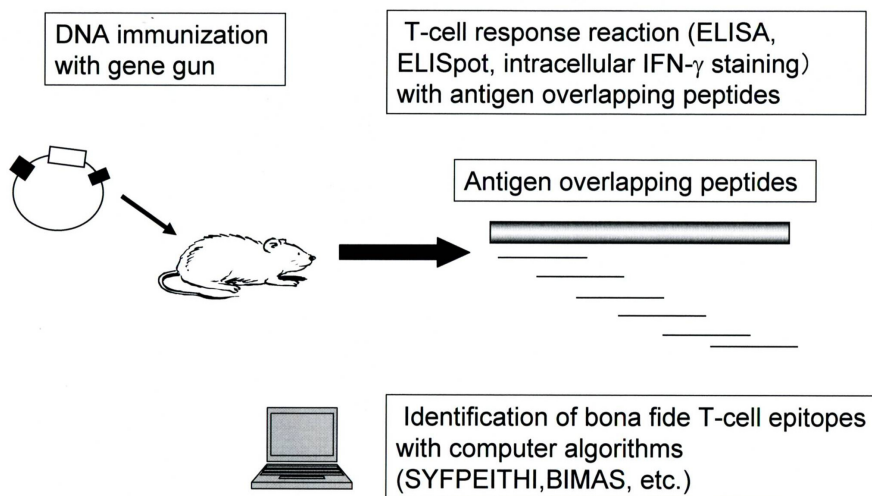 DNA immunization
with gene gun
T-cell response reaction (ELISA,
ELISpot, intracellular IFN-γ staining）
with antigen overlapping peptides
Antigen overlapping peptides
Identification of bona fide T-cell epitopes
with computer algorithms
(SYFPEITHI,BIMAS, etc.)